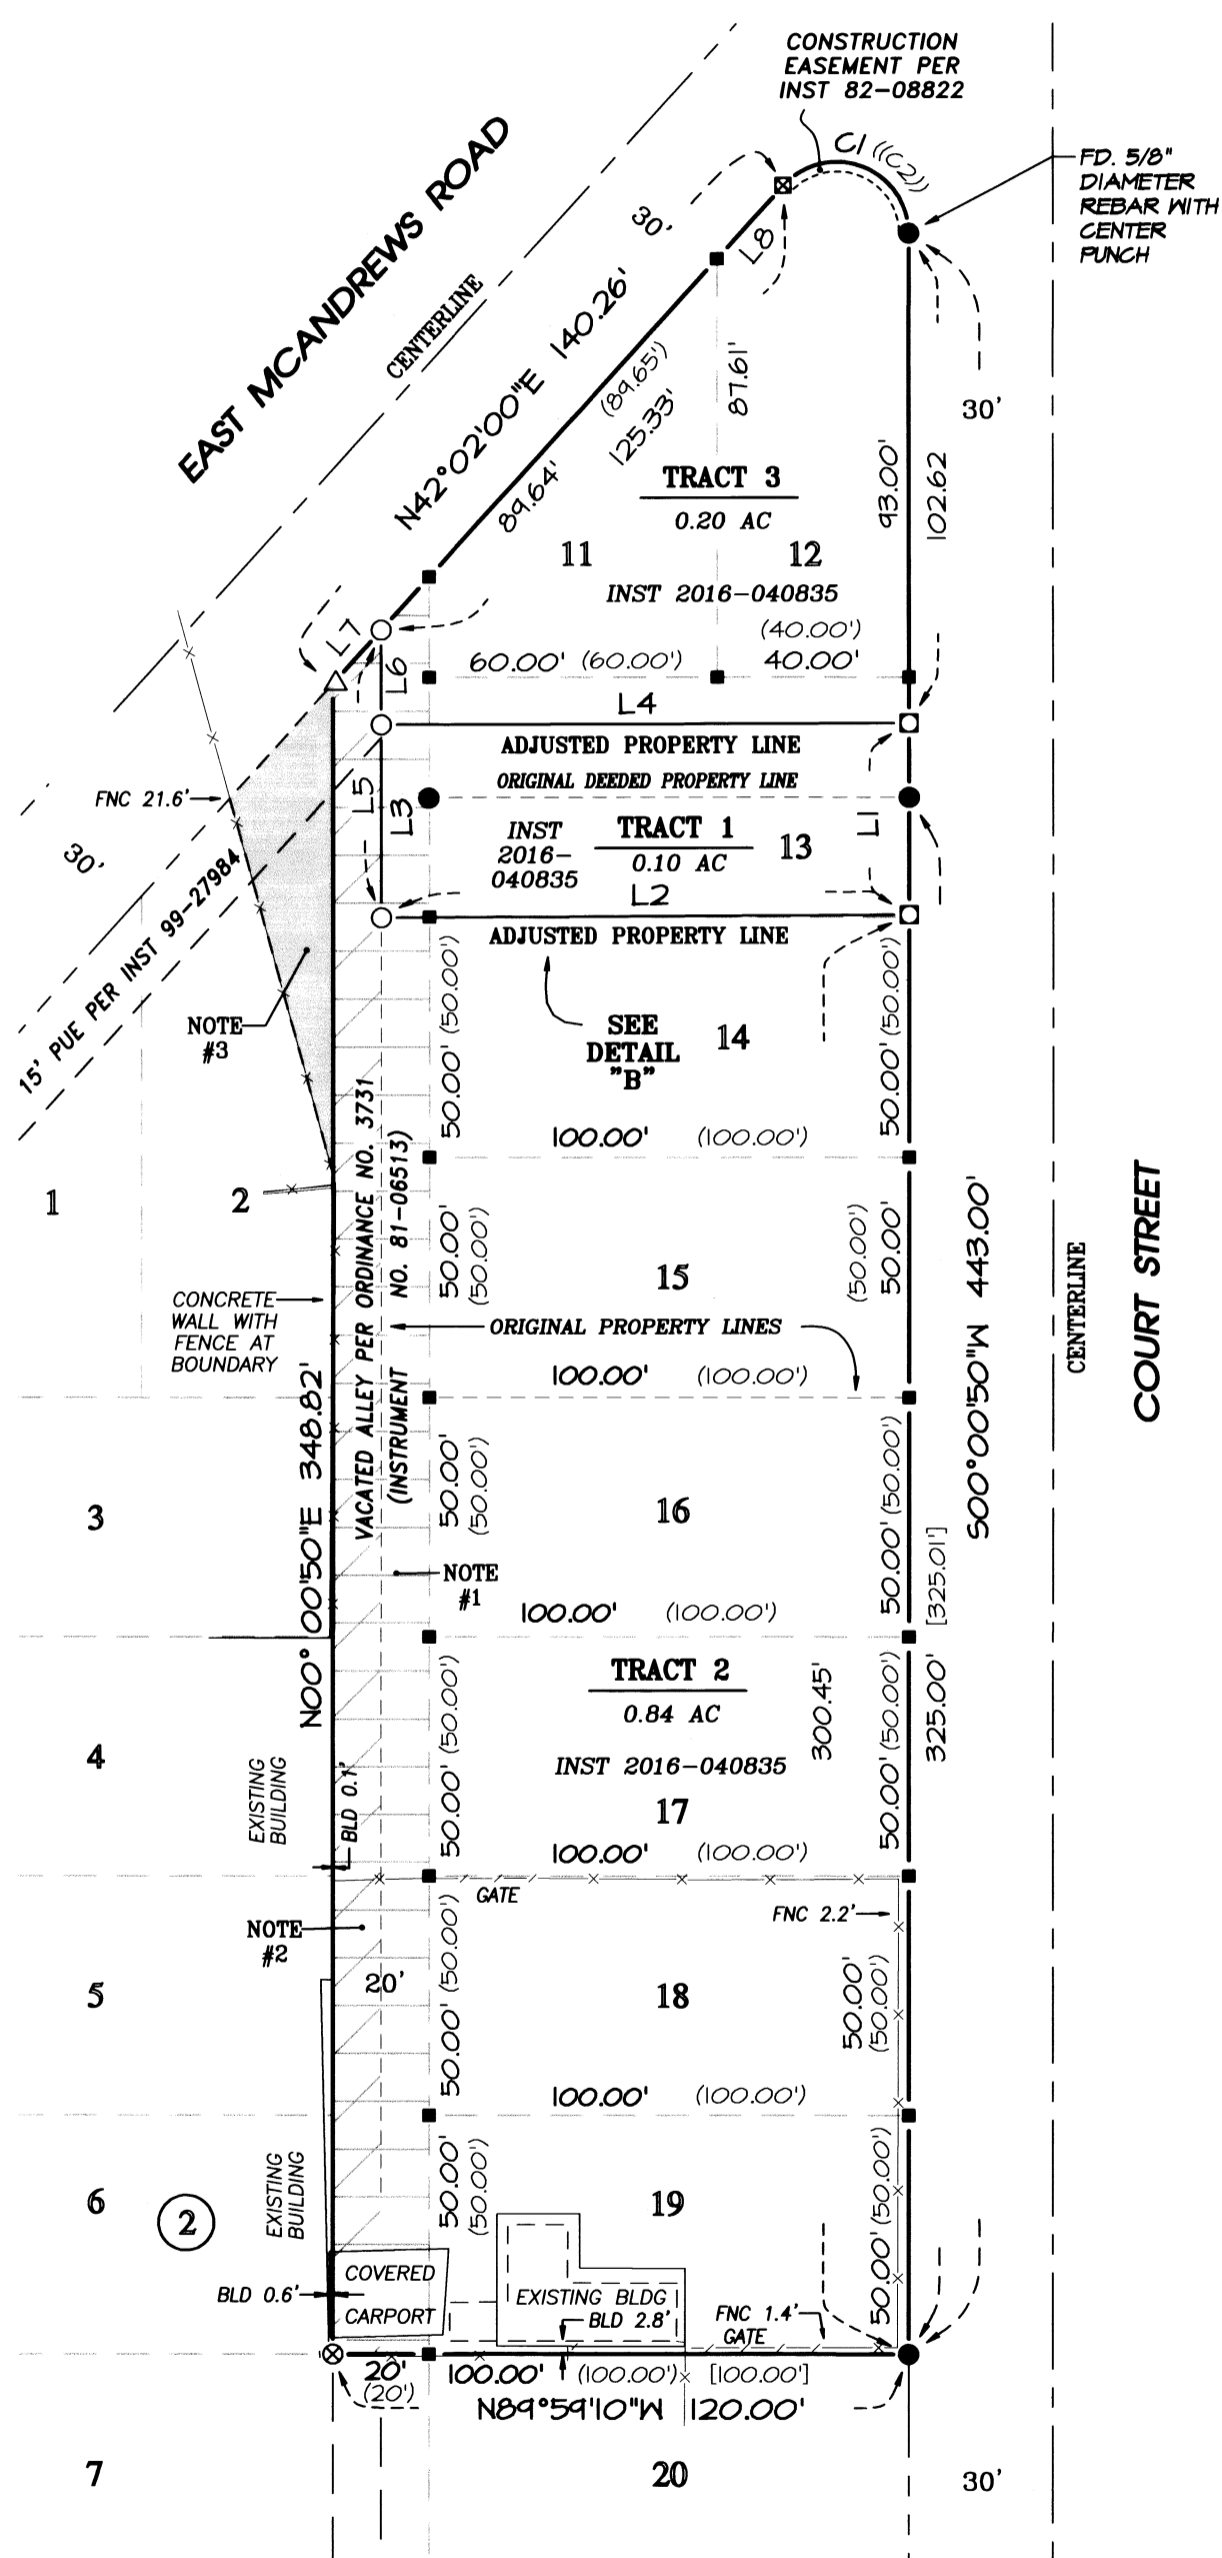 CONSTRUCTION
EASEMENT PER
INST 82-08822
C1 ((C2))
FD. 5/8"
DIAMETER
REBAR WITH
CENTER
PUNCH
EAST MCANDREWS ROAD
CENTERLINE
30'
L8
N42°02'00"E 140.26'
(89.65')
125.33'
89.64'
87.61'
30'
93.00'
102.62
TRACT 3
0.20 AC
11
12
INST 2016-040835
(40.00')
60.00' (60.00')
40.00'
L7
L6
L4
ADJUSTED PROPERTY LINE
ORIGINAL DEEDED PROPERTY LINE
FNC 21.6'
L5
L3
INST
2016-
040835
TRACT 1
0.10 AC
13
L1
L2
ADJUSTED PROPERTY LINE
30'
15' PUE PER INST 99-27984
NOTE
#3
SEE
DETAIL
"B"
14
50.00' (50.00')
50.00' (50.00')
100.00' (100.00')
1
2
VACATED ALLEY PER ORDINANCE NO. 3731
(INSTRUMENT NO. 81-06513)
50.00'
(50.00')
15
(50.00')
50.00'
S00°00'50"W 443.00'
CENTERLINE
COURT STREET
CONCRETE
WALL WITH
FENCE AT
BOUNDARY
ORIGINAL PROPERTY LINES
100.00' (100.00')
N00°00'50"E 348.82'
3
50.00'
(50.00')
16
50.00' (50.00')
[325.01']
NOTE
#1
100.00' (100.00')
TRACT 2
0.84 AC
300.45'
325.00'
INST 2016-040835
4
EXISTING
BUILDING
BLD 0.1'
50.00' (50.00')
17
50.00' (50.00')
100.00' (100.00')
GATE
FNC 2.2'
NOTE
#2
20'
5
50.00' (50.00')
18
50.00'
(50.00')
100.00' (100.00')
6
2
EXISTING
BUILDING
50.00'
(50.00')
19
50.00' (50.00')
COVERED
CARPORT
BLD 0.6'
EXISTING BLDG
BLD 2.8'
FNC 1.4'
GATE
20'
(20')
100.00' (100.00') [100.00']
N89°59'10"W 120.00'
7
20
30'